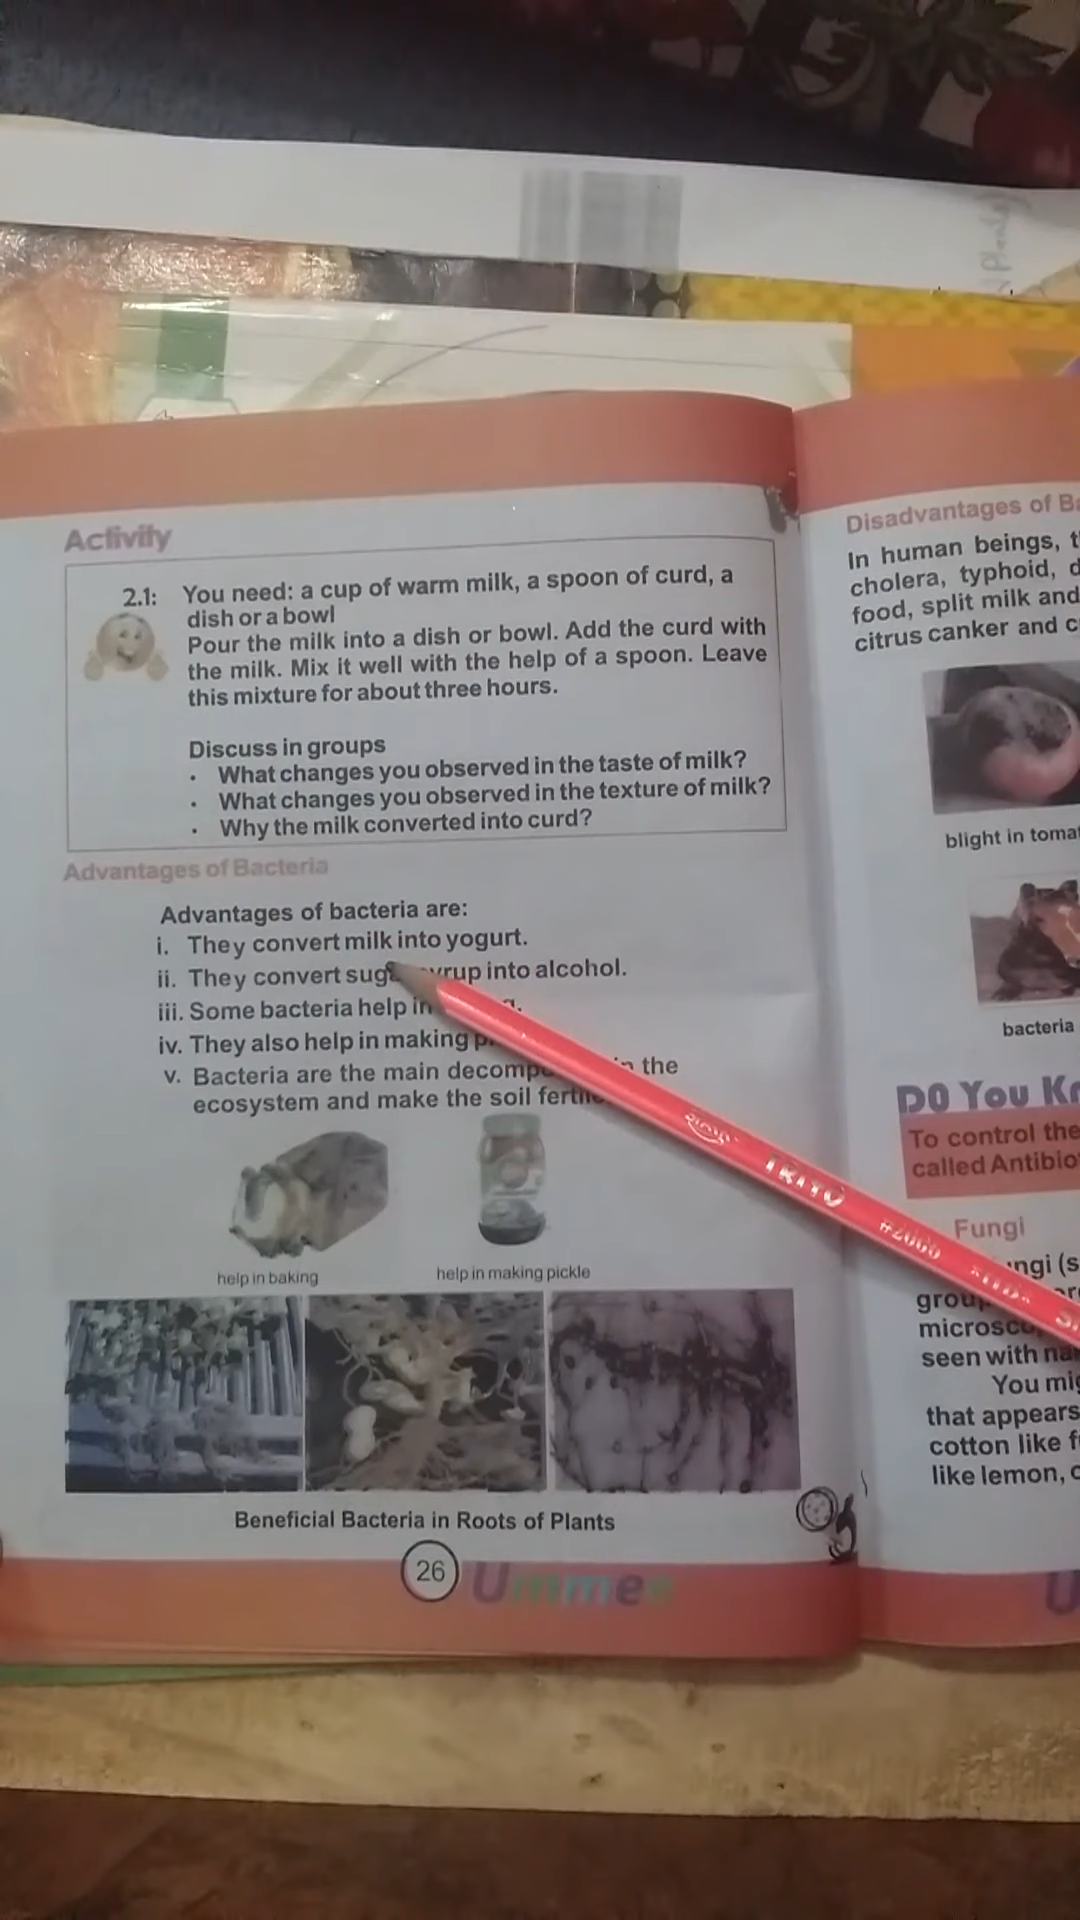 Activity
2.1: You need: a cup of warm milk, a spoon of curd, a
dish or a bowl
Pour the milk into a dish or bowl. Add the curd with
the milk. Mix it well with the help of a spoon. Leave
this mixture for about three hours.
Discuss in groups
• What changes you observed in the taste of milk?
• What changes you observed in the texture of milk?
• Why the milk converted into curd?
Advantages of Bacteria
Advantages of bacteria are:
i. They convert milk into yogurt.
ii. They convert into alcohol.
iii. Some bacteria help in
iv. They also help in making
v. Bacteria are the main the
ecosystem and make the soil
help in baking
help in making pickle
Beneficial Bacteria in Roots of Plants
26
Ummee
TRIYO
Disadvantages of
In human beings,
cholera, typhoid,
food, split milk and
citrus canker and
blight in
bacteria
DO You
To control the
called
Fungi
seen with
You
that appears
cotton like
like lemon,